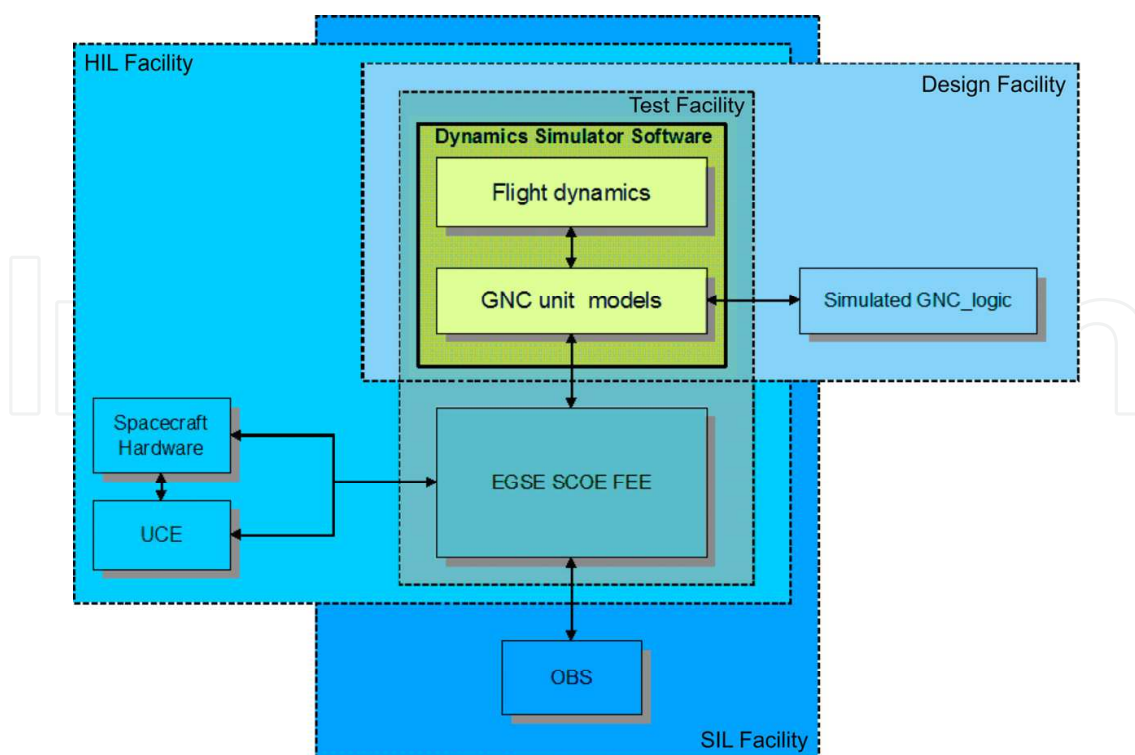 HIL Facility
Design Facility
Test Facility
Dynamics Simulator Software
Flight dynamics
GNC unit models
Simulated GNC_logic
Spacecraft
Hardware
EGSE SCOE FEE
UCE
OBS
SIL Facility